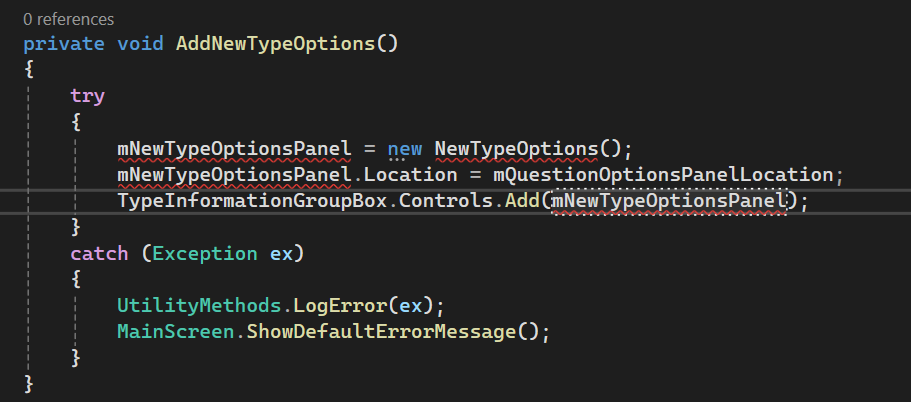 0 references
private void AddNewTypeOptions()
{
    try
    {
        mNewTypeOptionsPanel = new NewTypeOptions();
        mNewTypeOptionsPanel.Location = mQuestionOptionsPanelLocation;
        TypeInformationGroupBox.Controls.Add(mNewTypeOptionsPanel);
    }
    catch (Exception ex)
    {
        UtilityMethods.LogError(ex);
        MainScreen.ShowDefaultErrorMessage();
    }
}